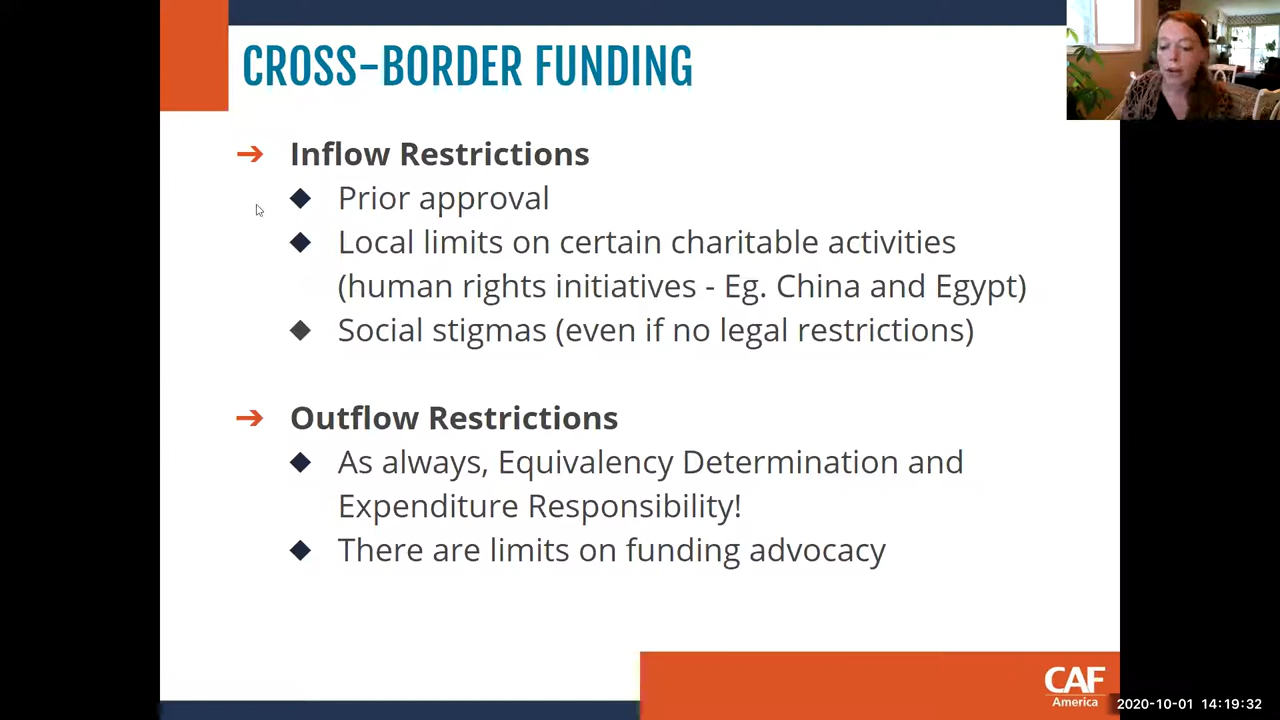 CROSS-BORDER FUNDING
➔ Inflow Restrictions
◆ Prior approval
◆ Local limits on certain charitable activities
(human rights initiatives - Eg. China and Egypt)
◆ Social stigmas (even if no legal restrictions)
➔ Outflow Restrictions
◆ As always, Equivalency Determination and
Expenditure Responsibility!
◆ There are limits on funding advocacy
CAF
America
2020-10-01 14:19:32